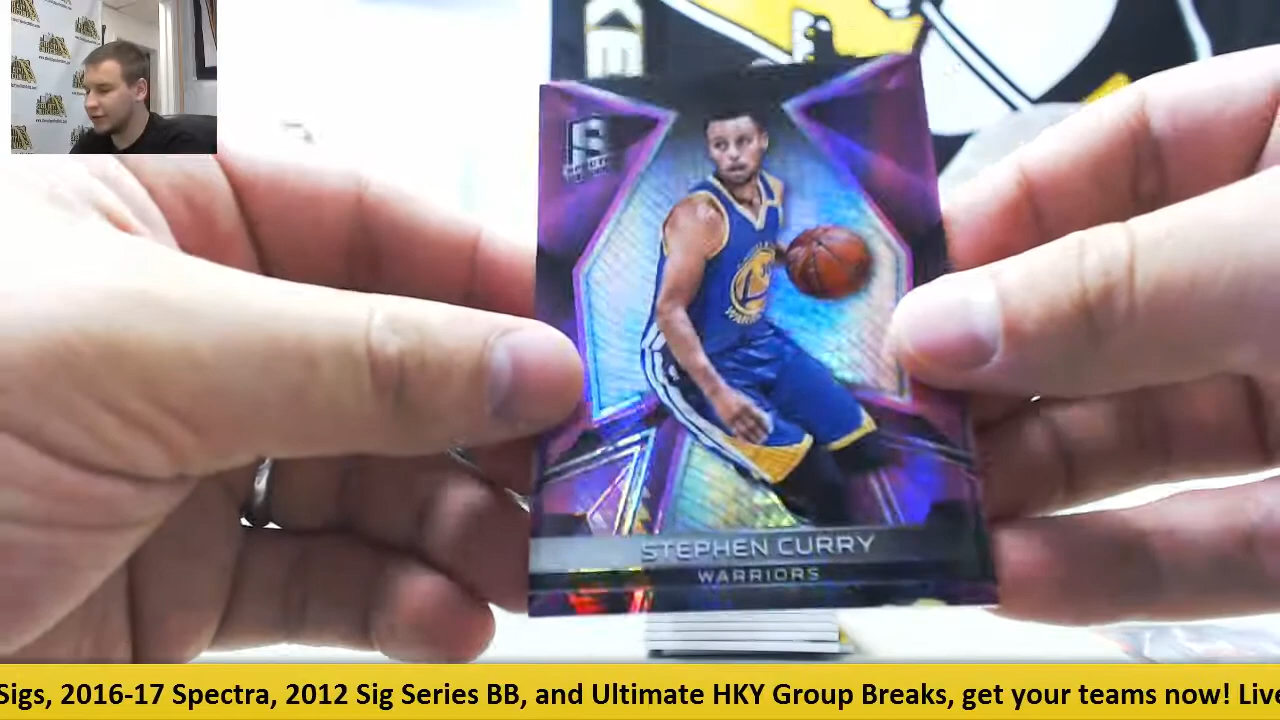 SPECTRA
STEPHEN CURRY
WARRIORS
Sigs, 2016-17 Spectra, 2012 Sig Series BB, and Ultimate HKY Group Breaks, get your teams now! Live